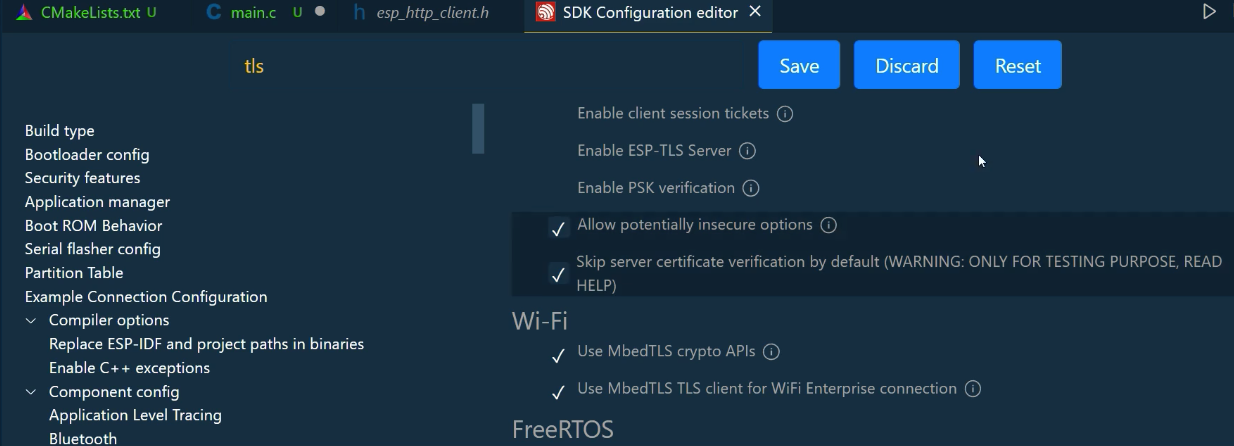 CMakeLists.txt U
C main.c U
h esp_http_client.h
SDK Configuration editor
tls
Save
Discard
Reset
Build type
Bootloader config
Security features
Application manager
Boot ROM Behavior
Serial flasher config
Partition Table
Example Connection Configuration
Compiler options
Replace ESP-IDF and project paths in binaries
Enable C++ exceptions
Component config
Application Level Tracing
Bluetooth
Enable client session tickets
Enable ESP-TLS Server
Enable PSK verification
Allow potentially insecure options
Skip server certificate verification by default (WARNING: ONLY FOR TESTING PURPOSE, READ
HELP)
Wi-Fi
Use MbedTLS crypto APIs
Use MbedTLS TLS client for WiFi Enterprise connection
FreeRTOS